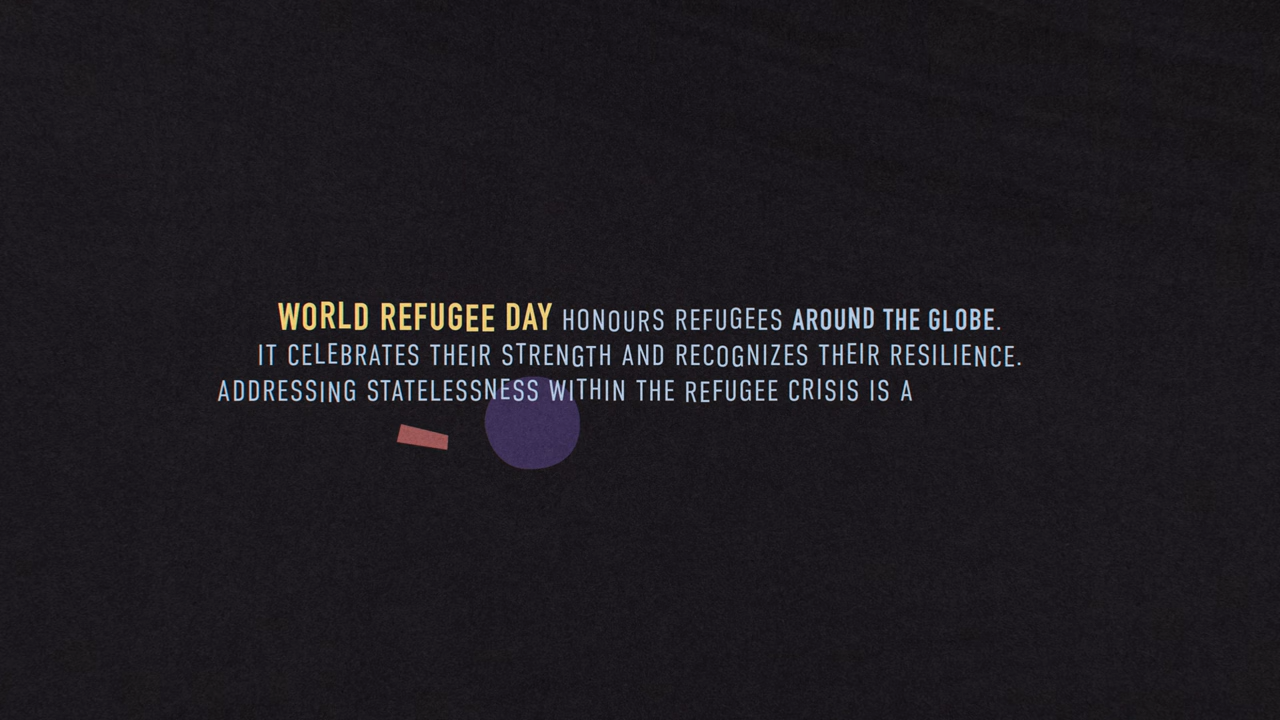 WORLD REFUGEE DAY HONOURS REFUGEES AROUND THE GLOBE.
IT CELEBRATES THEIR STRENGTH AND RECOGNIZES THEIR RESILIENCE.
ADDRESSING STATELESSNESS WITHIN THE REFUGEE CRISIS IS A